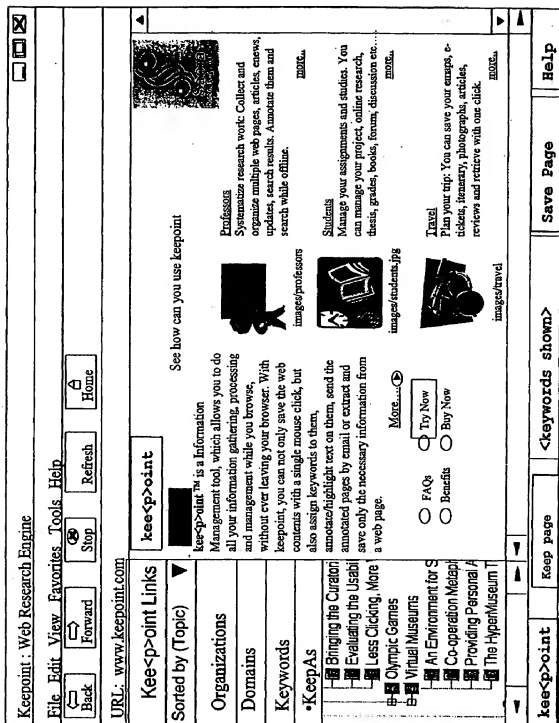 Keepoint : Web Research Engine
File Edit View Favorites Tools Help
Back
Forward
Stop
Refresh
Home
URL: www.keepoint.com
Kee<p>oint Links
Sorted by (Topic)
Organizations
Domains
Keywords
•KeepAs
Bringing the Curatori
Evaluating the Usabil
Less Clicking, More
Olympic Games
Virtual Museums
An Environment for S
Co-operation Metapl
Providing Personal A
The HyperMuseum T
kee<p>oint
See how can you use keepoint
kee<p>oint ™ is a Information
Management tool, which allows you to do
all your information gathering, processing
and management while you browse,
without ever leaving your browser. With
keepoint, you can not only save the web
contents with a single mouse click, but
also assign keywords to them,
annotate/highlight text on them, send the
annotated pages by email or extract and
save only the necessary information from
a web page.
More....
FAQs
Try Now
Benefits
Buy Now
images/professors
Professors
Systematize research work: Collect and
organize multiple web pages, articles, enews,
updates, search results. Annotate them and
search while offline.
more...
images/students.jpg
Students
Manage your assignments and studies. You
can manage your project, online research,
thesis, grades, books, forum, discussion etc....
more...
images/travel
Travel
Plan your trip: You can save your emaps, e-
tickets, itenerary, photographs, articles,
reviews and retrieve with one click.
more...
kee<p>oint
Keep page
<keywords shown>
Save Page
Help